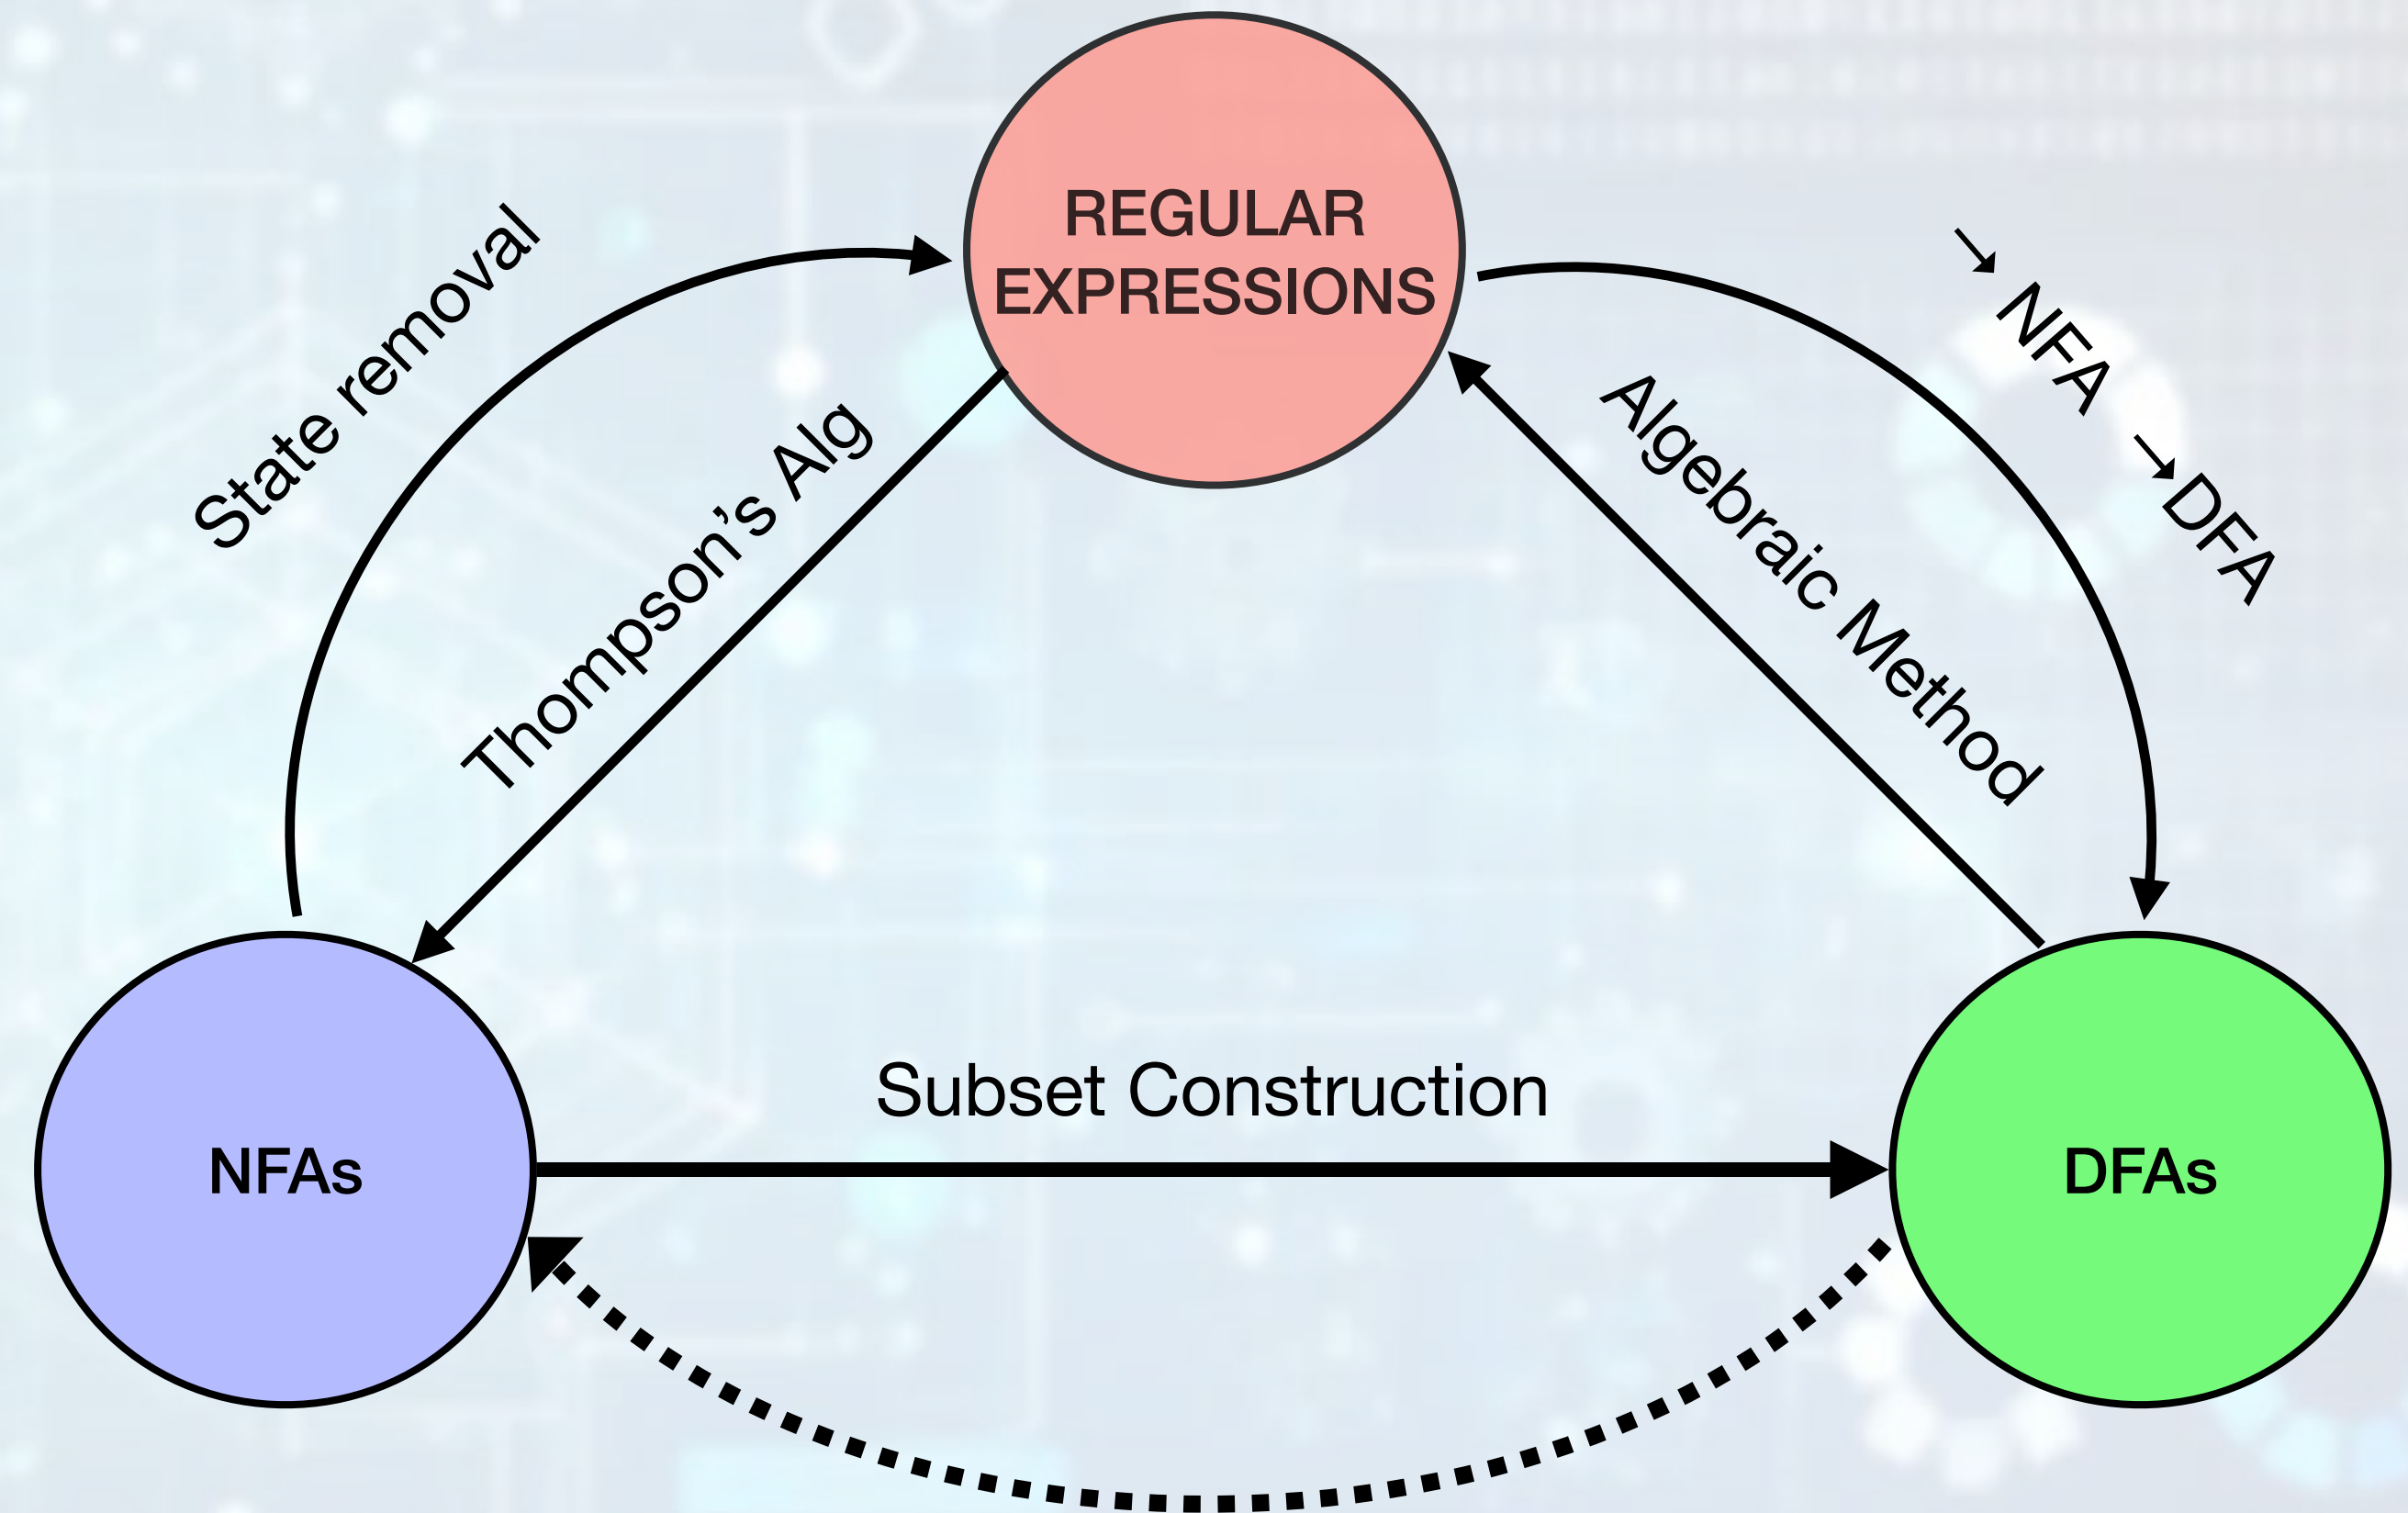 REGULAR
EXPRESSIONS
State removal
Thompson’s Alg
Algebraic Method
→ NFA →DFA
Subset Construction
NFAs
DFAs